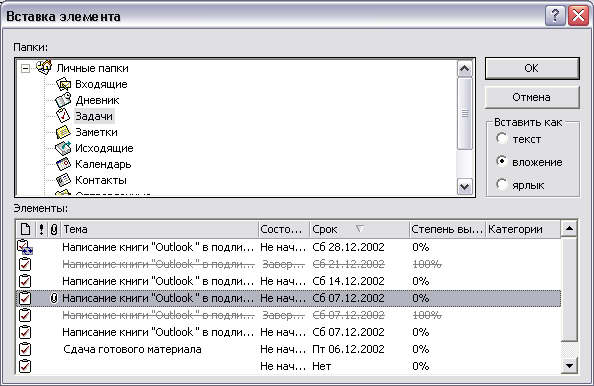 Вставка элемента
Папки:
Личные папки
Входящие
Дневник
Задачи
Заметки
Исходящие
Календарь
Контакты
OK
Отмена
Вставить как
текст
вложение
ярлык
Элементы:
! Тема Состо... Срок Степень вы... Категории
Написание книги "Outlook" в подли... Не нач... Сб 28.12.2002 0%
Написание книги "Outlook" в подли... Завер... Сб 21.12.2002 100%
Написание книги "Outlook" в подли... Не нач... Сб 14.12.2002 0%
Написание книги "Outlook" в подли... Не нач... Сб 07.12.2002 0%
Написание книги "Outlook" в подли... Завер... Сб 07.12.2002 100%
Написание книги "Outlook" в подли... Не нач... Сб 07.12.2002 0%
Сдача готового материала Не нач... Пт 06.12.2002 0%
Не нач... Нет 0%